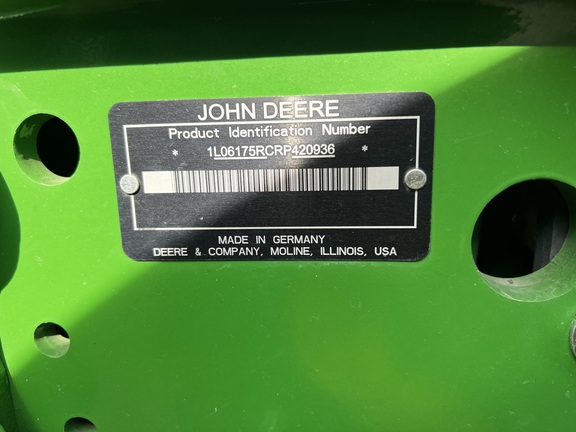 JOHN DEERE
Product Identification Number
* 1L06175RCRP420936 *
MADE IN GERMANY
DEERE & COMPANY, MOLINE, ILLINOIS, USA